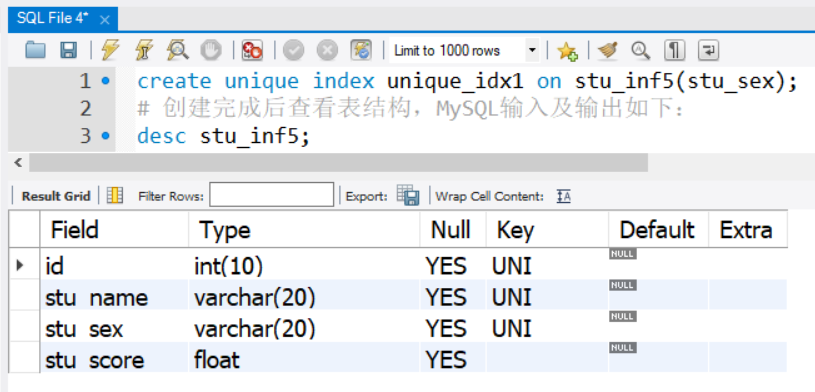 SQL File 4*
Limit to 1000 rows
1 create unique index unique_idx1 on stu_inf5(stu_sex);
2 # 创建完成后查看表结构，MySQL输入及输出如下：
3 desc stu_inf5;
Result Grid Filter Rows: Export: Wrap Cell Content: IA
Field Type Null Key Default Extra
id int(10) YES UNI NULL
stu_name varchar(20) YES UNI NULL
stu_sex varchar(20) YES UNI NULL
stu_score float YES NULL